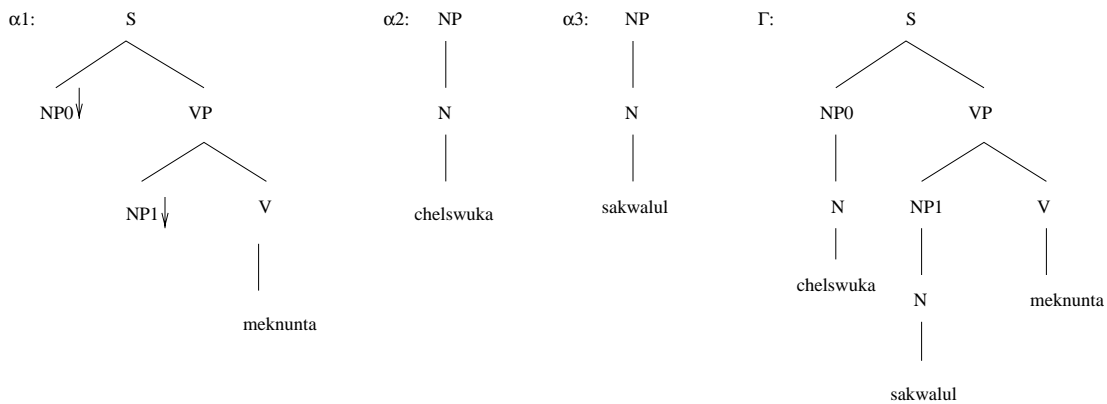 α1: S α2: NP α3: NP Γ: S
NP0↓ VP N N NP0 VP
NP1↓ V chelswuka sakwalul N NP1 V
meknunta chelswuka N meknunta
sakwalul